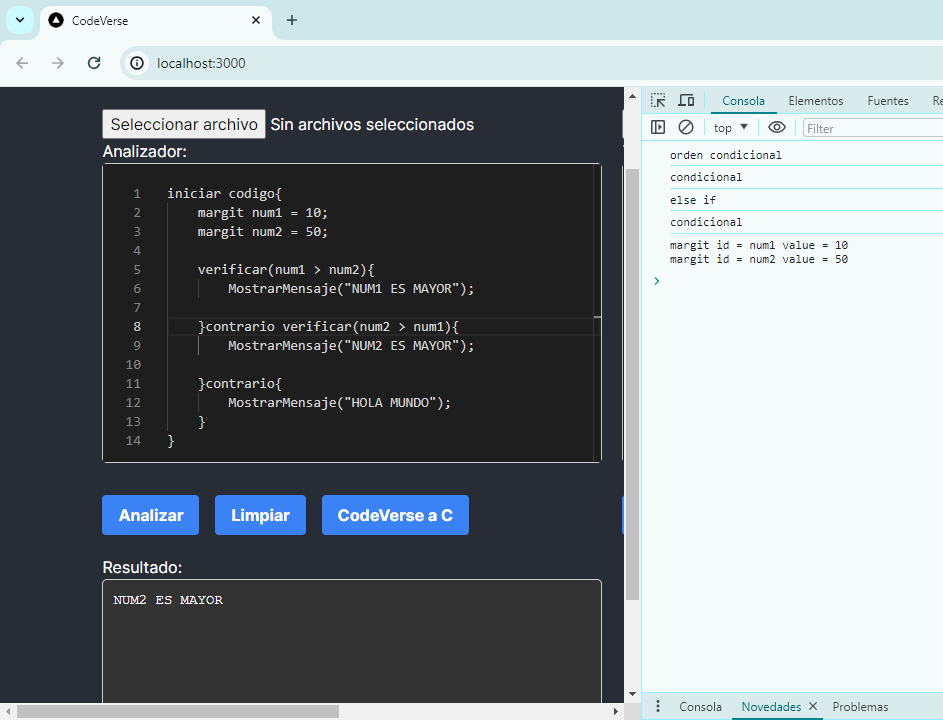 CodeVerse
localhost:3000
Seleccionar archivo Sin archivos seleccionados
Analizador:
1 iniciar codigo{
2 margit num1 = 10;
3 margit num2 = 50;
4
5 verificar(num1 > num2){
6 MostrarMensaje("NUM1 ES MAYOR");
7
8 }contrario verificar(num2 > num1){
9 MostrarMensaje("NUM2 ES MAYOR");
10
11 }contrario{
12 MostrarMensaje("HOLA MUNDO");
13 }
14 }
Analizar Limpiar CodeVerse a C
Resultado:
NUM2 ES MAYOR
Consola Elementos Fuentes Re
top Filter
orden condicional
condicional
else if
condicional
margit id = num1 value = 10
margit id = num2 value = 50
Consola Novedades Problemas